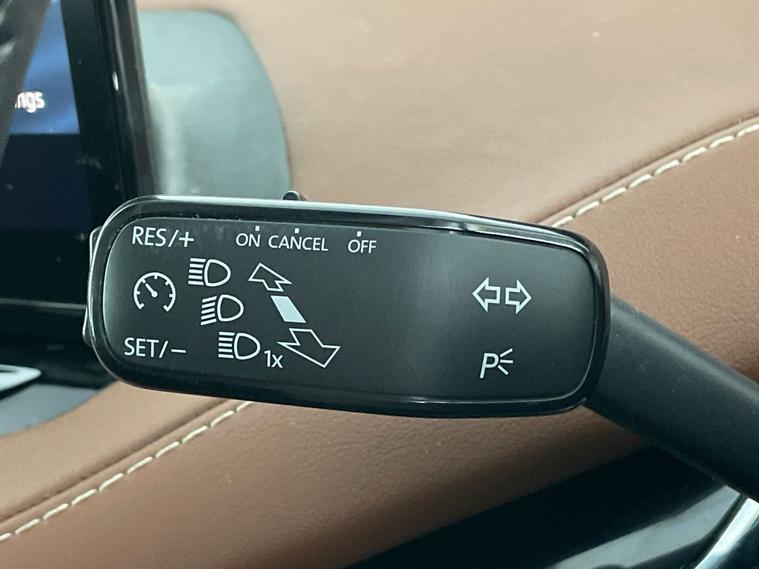 RES/+
ON CANCEL OFF
SET/−
1x
P